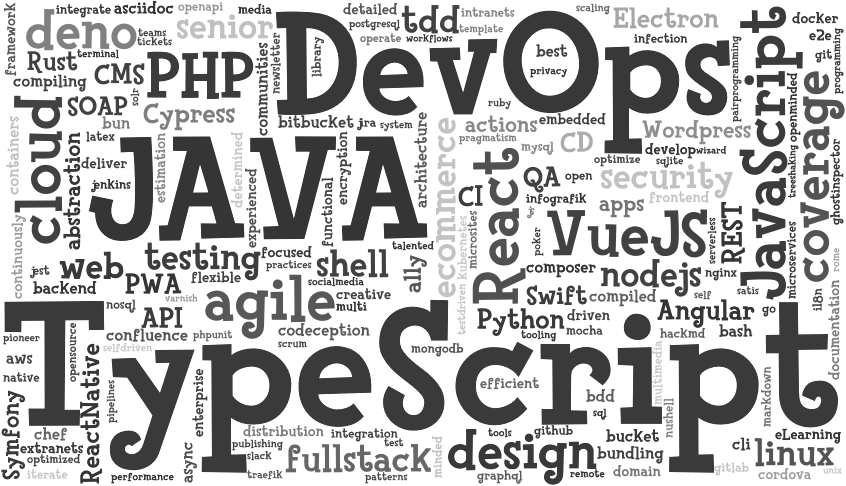 framework
integrate
asciidoc
openapi
media
detailed
tdd
intranets
scaling
Electron
docker
deno
teams
tickets
senior
newsletter
library
postgresql
operate
workflows
template
infection
e2e
git
programming
Rust
terminal
compiling
CMS
PHP
communities
DevOps
best
privacy
pairprogramming
JavaScript
treeshaking
openminded
coverage
SOAP
solr
Cypress
ruby
containers
cloud
bun
latex
abstraction
deliver
jenkins
estimation
JAVA
determined
experienced
bitbucket
jra
system
encryption
functional
architecture
ecommerce
actions
pragmatism
embedded
mysql
CD
optimize
Wordpress
develop
wizard
sqlite
ghostinspector
QA
open
security
infografik
frontend
CI
React
js
apps
poker
VueJS
serverless
REST
continuously
jest
web
backend
testing
focused
practices
shell
talented
a11y
kubernetes
testdriven
microsites
composer
nodejs
nginx
satis
microservices
rome
PWA
flexible
varnish
socialmedia
creative
multi
agile
nosql
API
Swift
compiled
self
Angular
go
i18n
documentation
Python
driven
mocha
tooling
hackmd
bash
confluence
phpunit
codeception
scrum
selfdriven
mongodb
pioneer
aws
native
opensource
TypeScript
efficient
multimedia
bdd
sql
nushell
markdown
Symfony
ReactNative
pipelines
enterprise
chef
extranets
optimized
iterate
distribution
integration
publishing
slack
test
minded
tools
github
bucket
bundling
cli
eLearning
linux
performance
async
traefik
fullstack
patterns
design
graphql
remote
domain
gitlab
cordova
unix